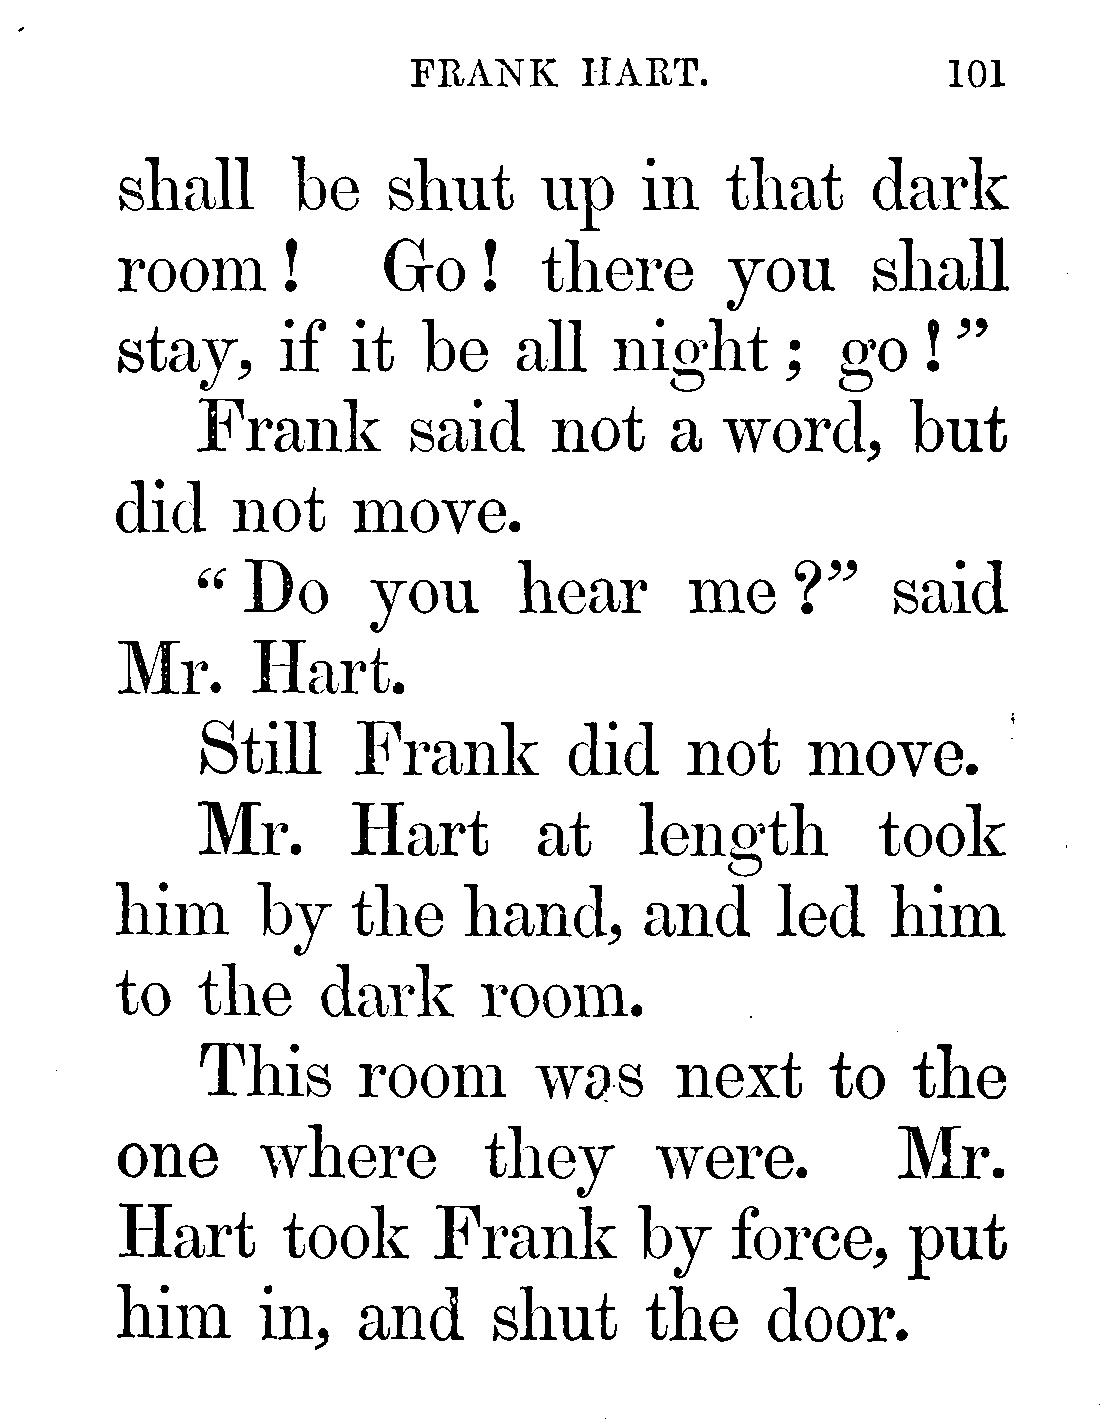 FRANK HART. 101
shall be shut up in that dark
room! Go! there you shall
stay, if it be all night; go!”
Frank said not a word, but
did not move.
“Do you hear me?” said
Mr. Hart.
Still Frank did not move.
Mr. Hart at length took
him by the hand, and led him
to the dark room.
This room was next to the
one where they were. Mr.
Hart took Frank by force, put
him in, and shut the door.